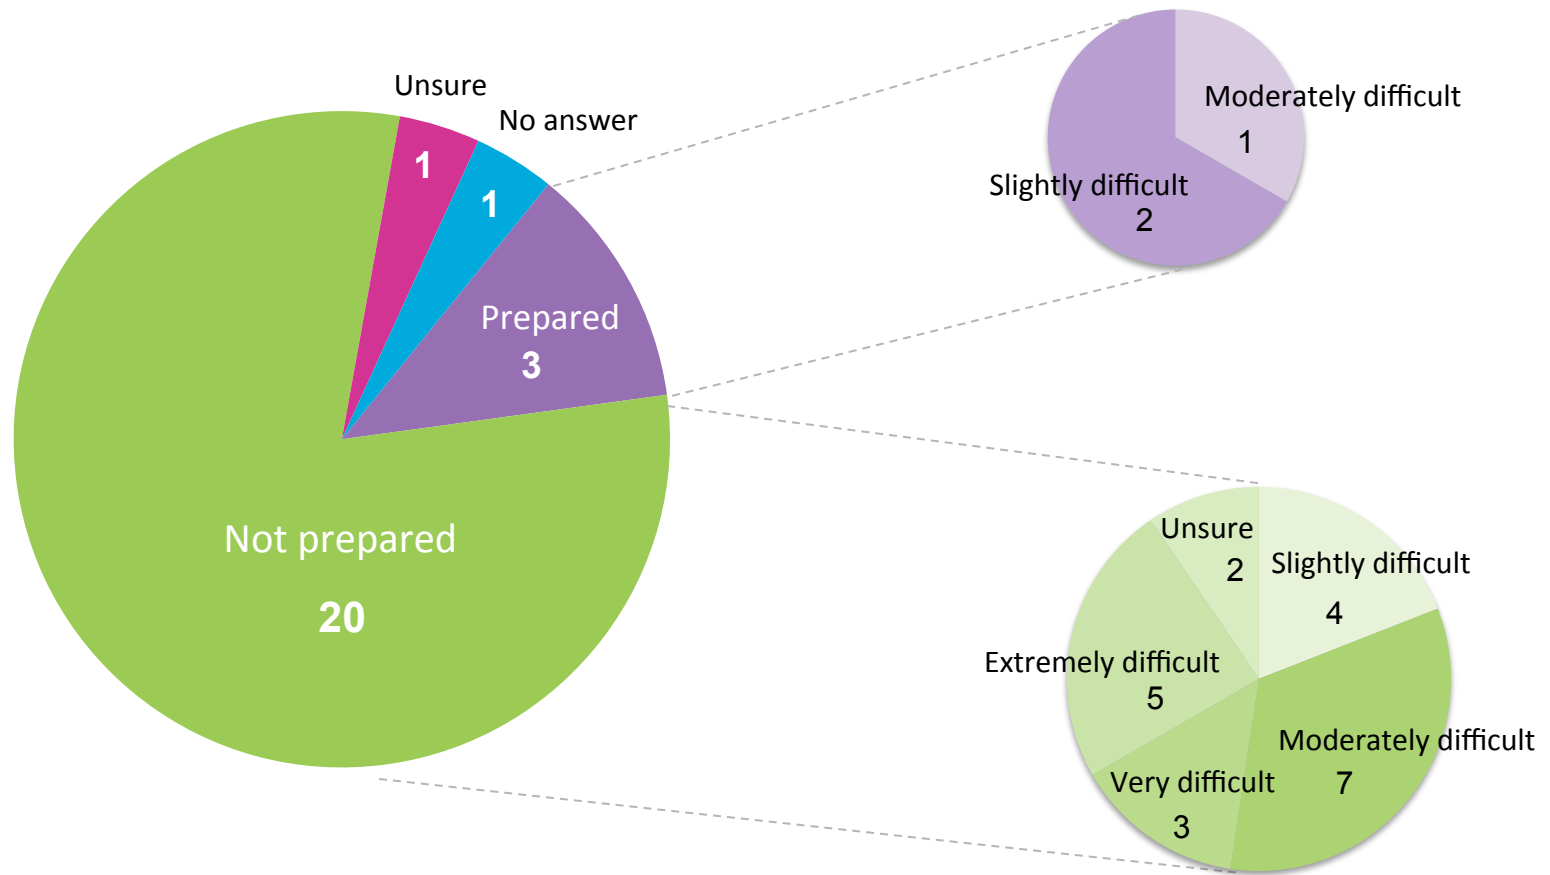 Unsure
1
No answer
1
Prepared
3
Not prepared
20
Moderately difficult
1
Slightly difficult
2
Unsure
2
Slightly difficult
4
Extremely difficult
5
Moderately difficult
7
Very difficult
3